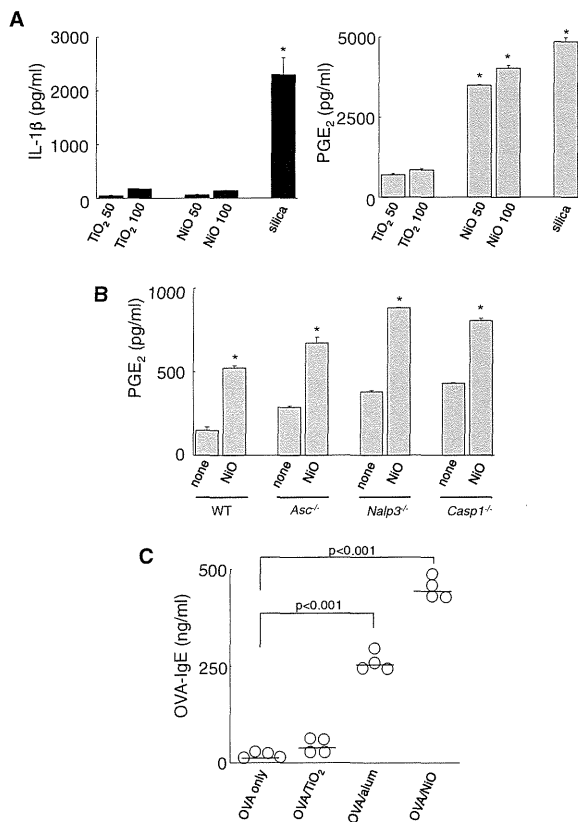 A
IL-1β (pg/ml)
3000
2000
1000
0
*
TiO₂ 50
TiO₂ 100
NiO 50
NiO 100
silica
PGE₂ (pg/ml)
5000
2500
0
*
*
*
TiO₂ 50
TiO₂ 100
NiO 50
NiO 100
silica
B
PGE₂ (pg/ml)
1000
500
0
*
*
*
*
none
NiO
none
NiO
none
NiO
none
NiO
WT
Asc-/-
Nalp3-/-
Casp1-/-
C
OVA-IgE (ng/ml)
500
250
0
p<0.001
p<0.001
OVA only
OVA/TiO₂
OVA/alum
OVA/NiO